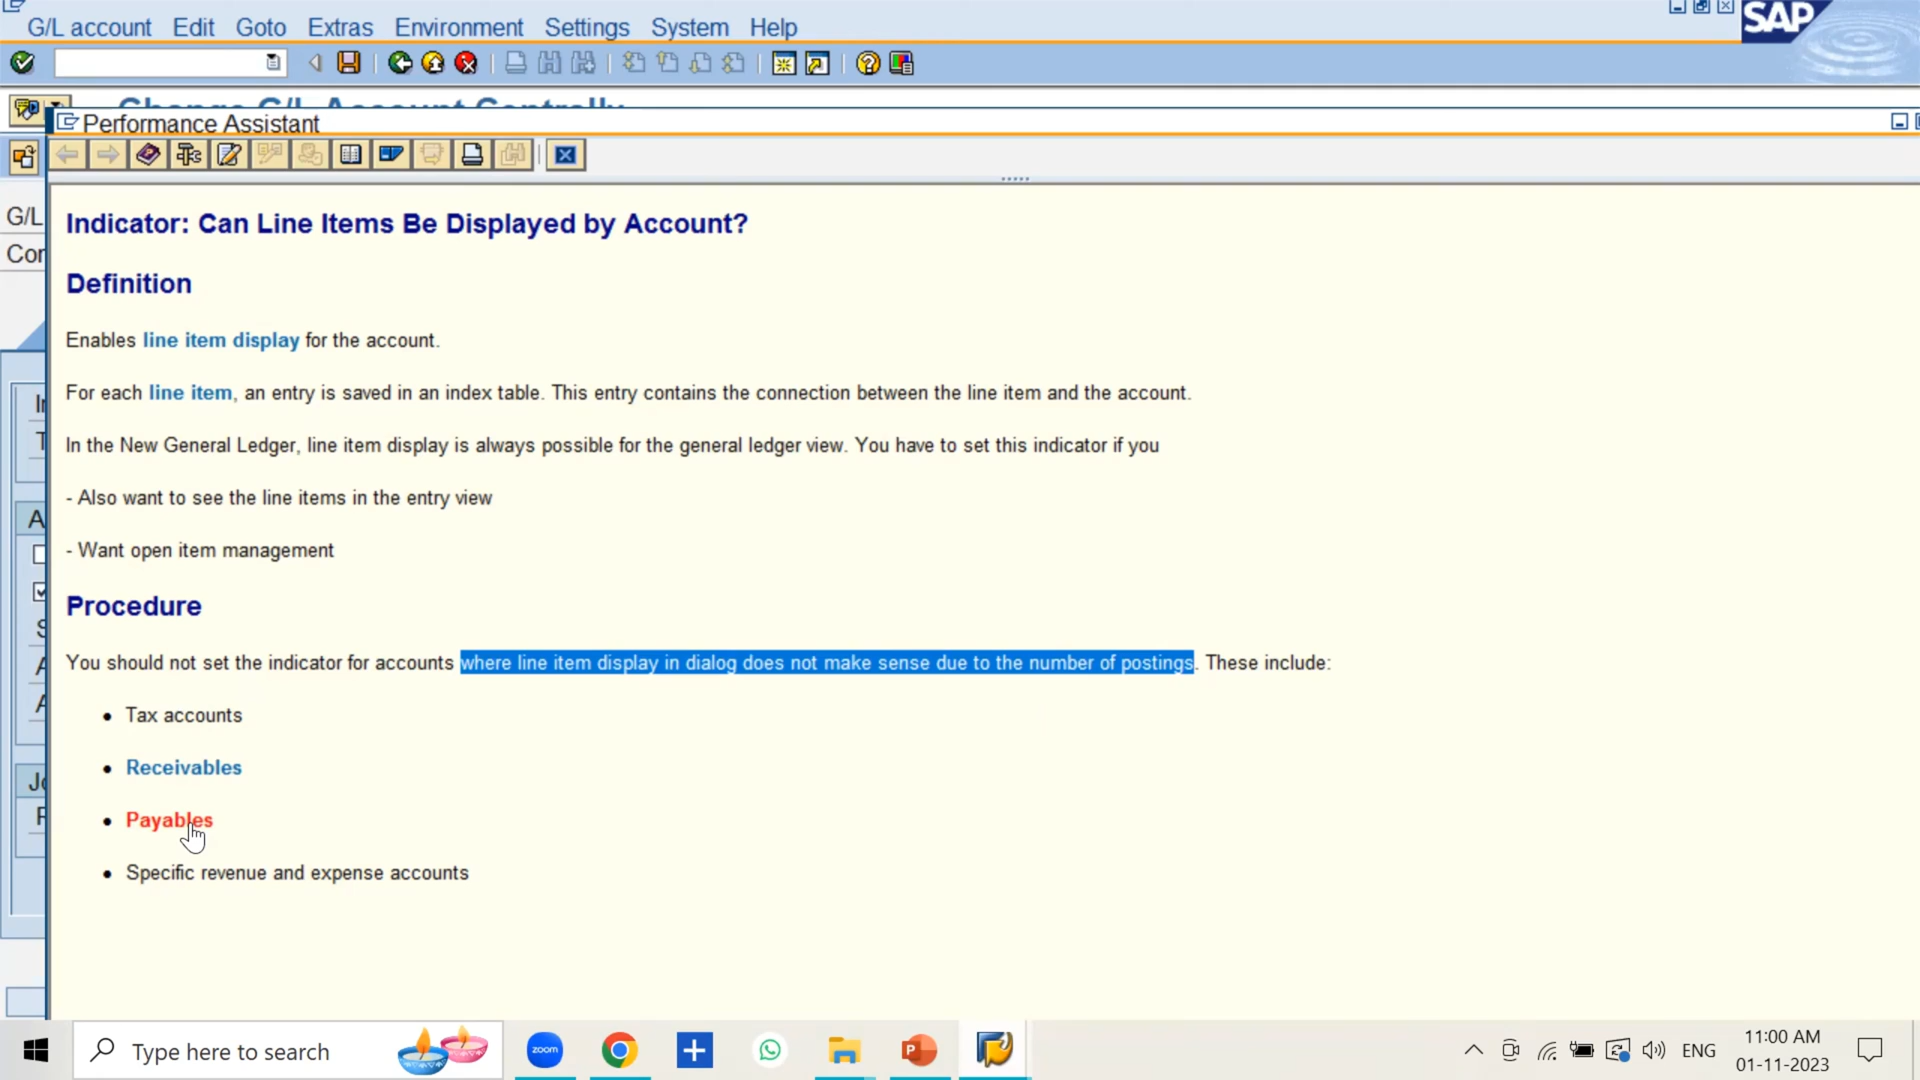 G/L account Edit Goto Extras Environment Settings System Help
SAP
Change G/L Account Centrally
Performance Assistant
G/L
Indicator: Can Line Items Be Displayed by Account?
Definition
Enables line item display for the account.
For each line item, an entry is saved in an index table. This entry contains the connection between the line item and the account.
In the New General Ledger, line item display is always possible for the general ledger view. You have to set this indicator if you
- Also want to see the line items in the entry view
- Want open item management
Procedure
You should not set the indicator for accounts where line item display in dialog does not make sense due to the number of postings. These include:
• Tax accounts
• Receivables
• Payables
• Specific revenue and expense accounts
Type here to search
zoom
P
ENG
11:00 AM
01-11-2023